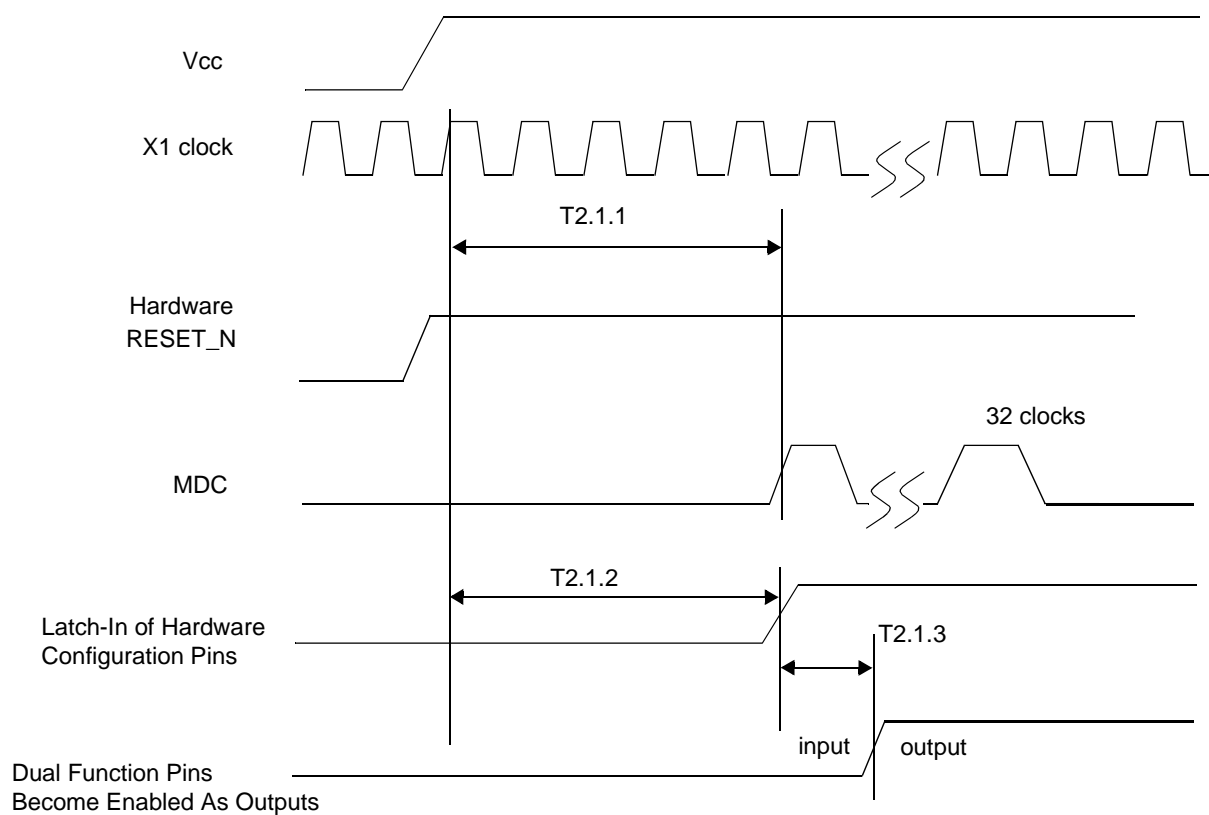 Vcc
X1 clock
T2.1.1
Hardware
RESET_N
32 clocks
MDC
T2.1.2
Latch-In of Hardware
Configuration Pins
T2.1.3
input
output
Dual Function Pins
Become Enabled As Outputs